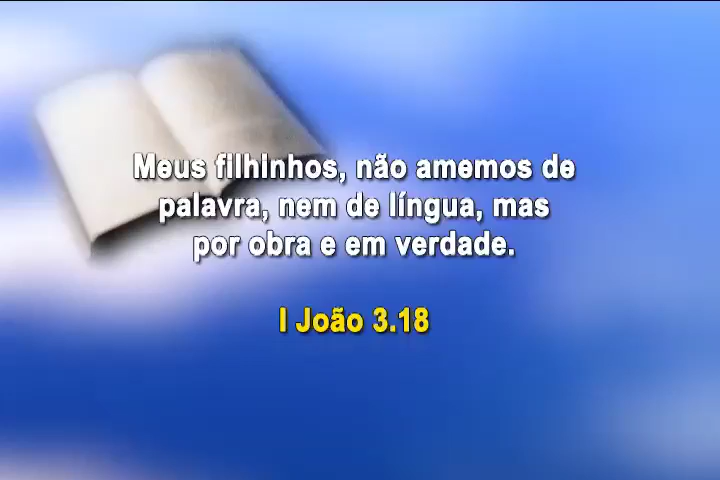 Meus filhinhos, não amemos de
palavra, nem de língua, mas
por obra e em verdade.
I João 3.18